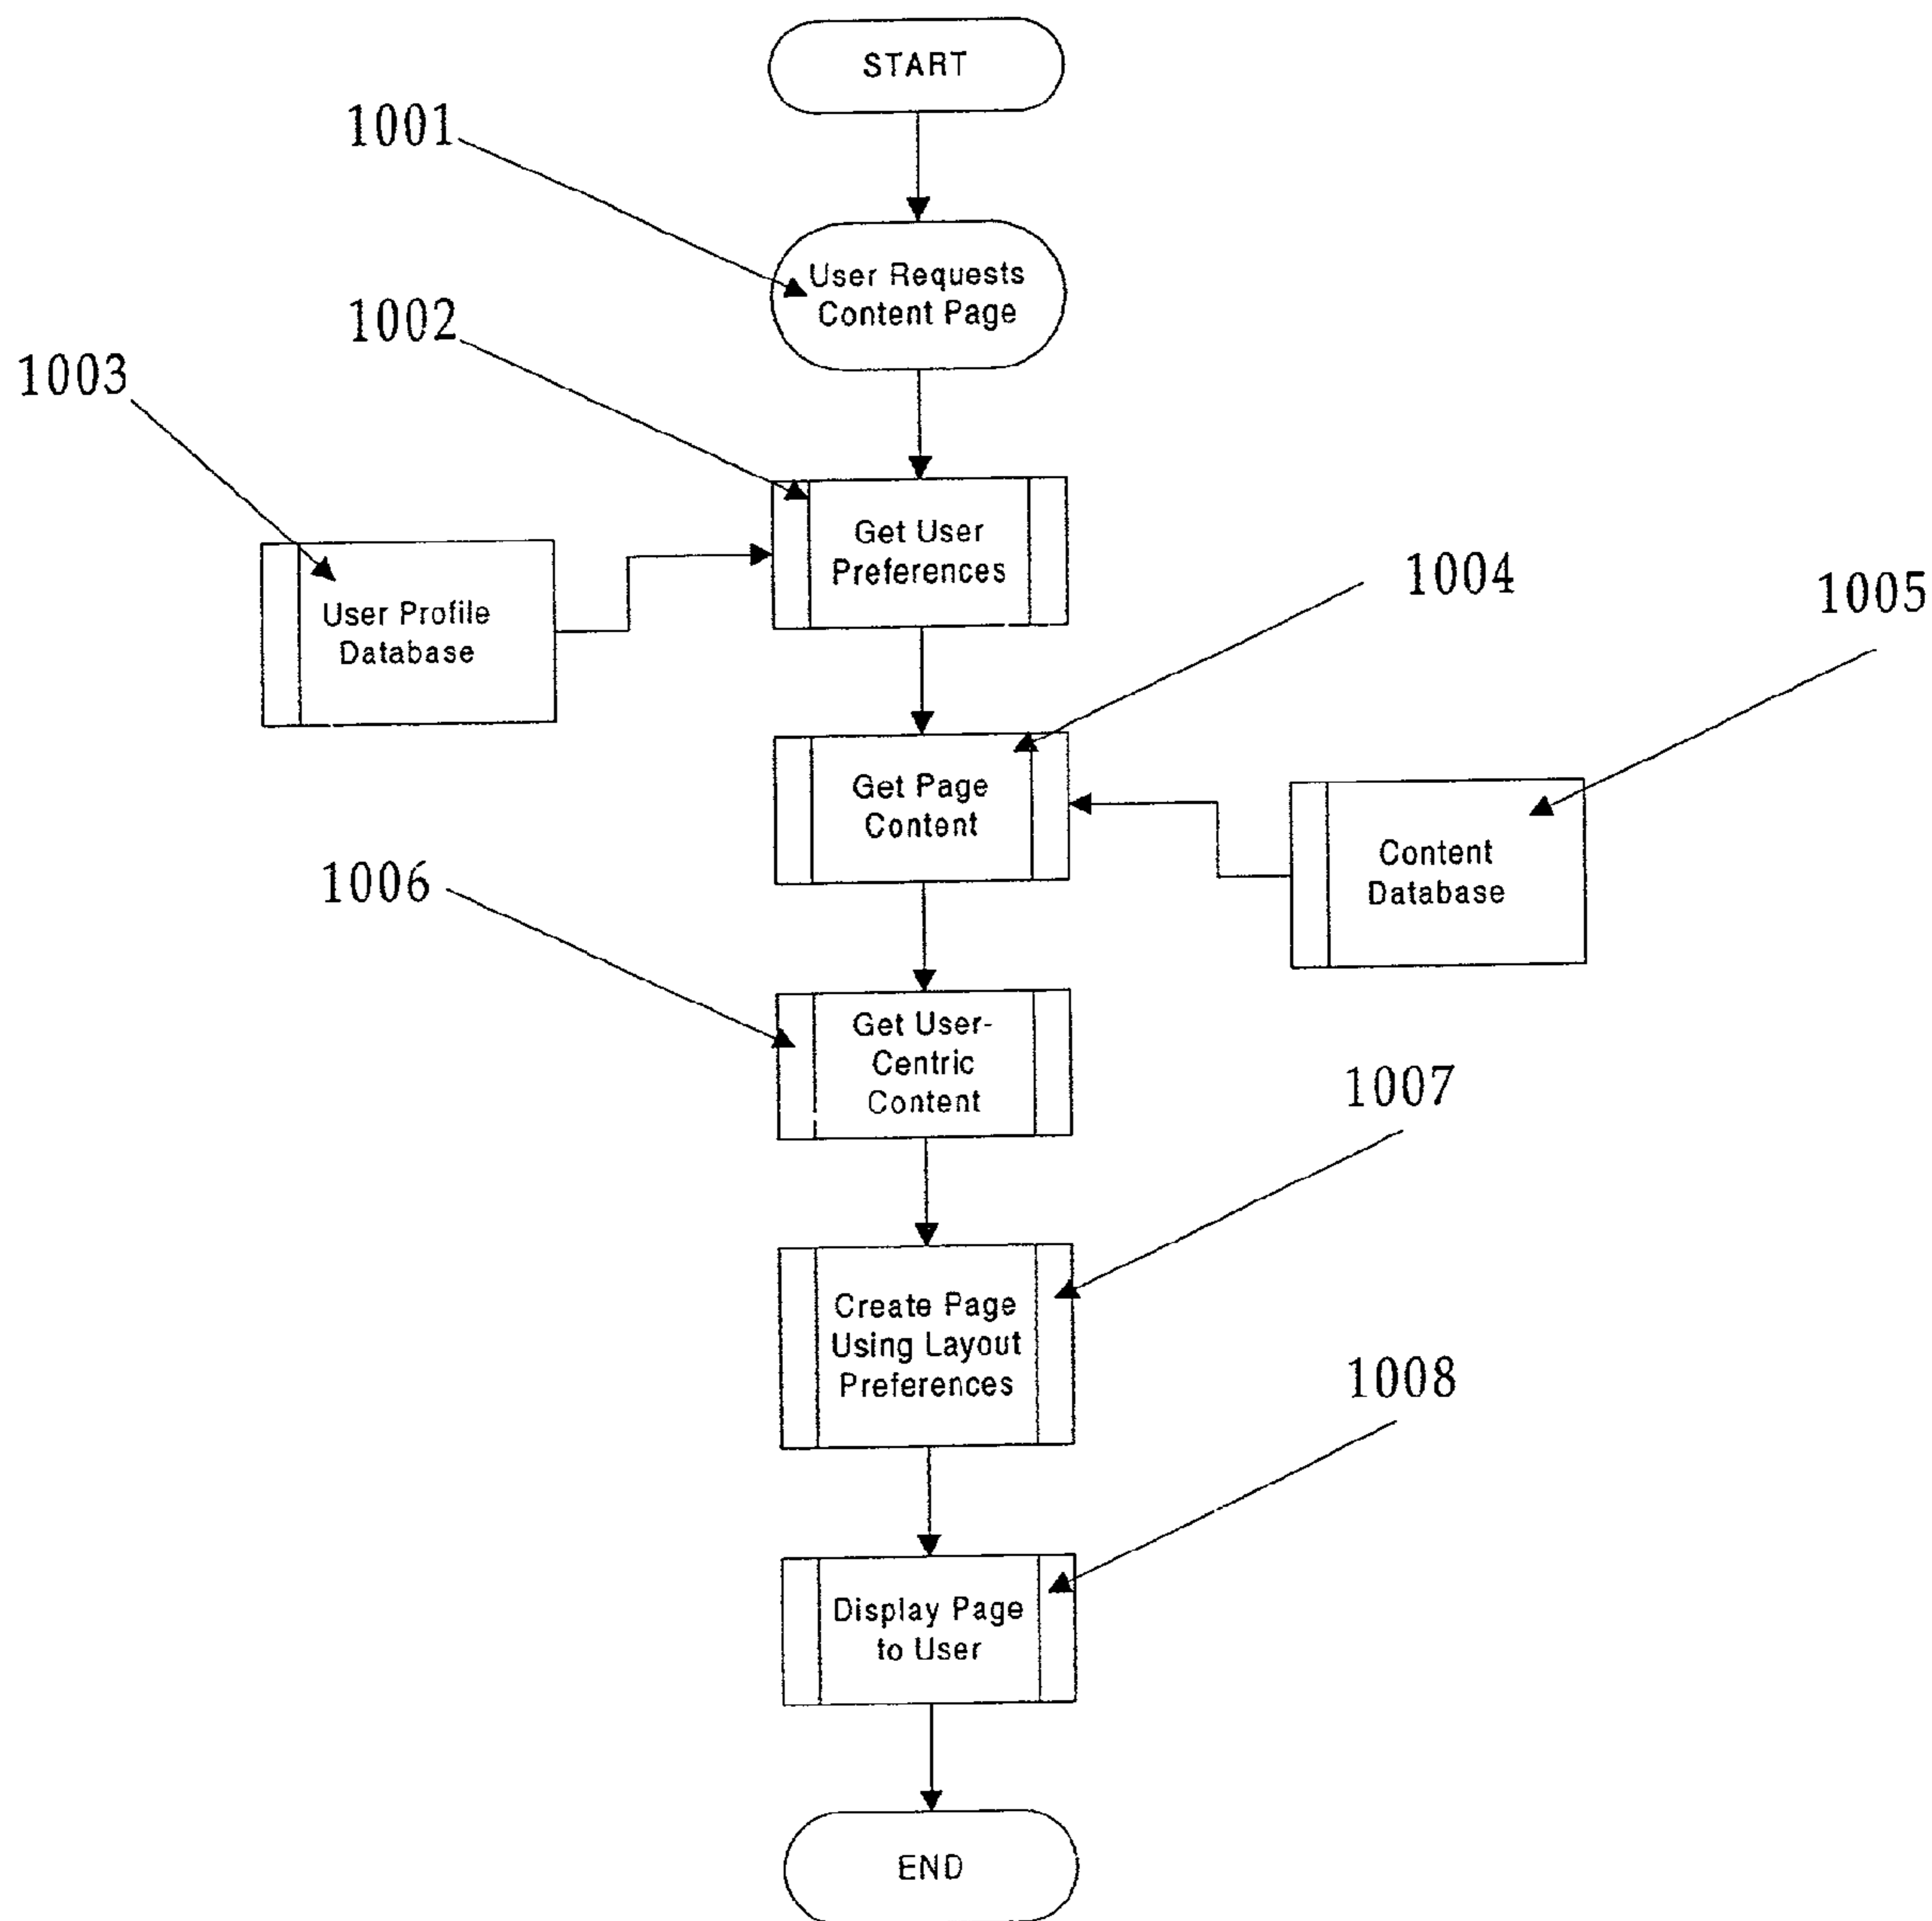 START
1001
User Requests
Content Page
1002
1003
Get User
Preferences
User Profile
Database
1004
1005
Get Page
Content
Content
Database
1006
Get User-
Centric
Content
1007
Create Page
Using Layout
Preferences
1008
Display Page
to User
END